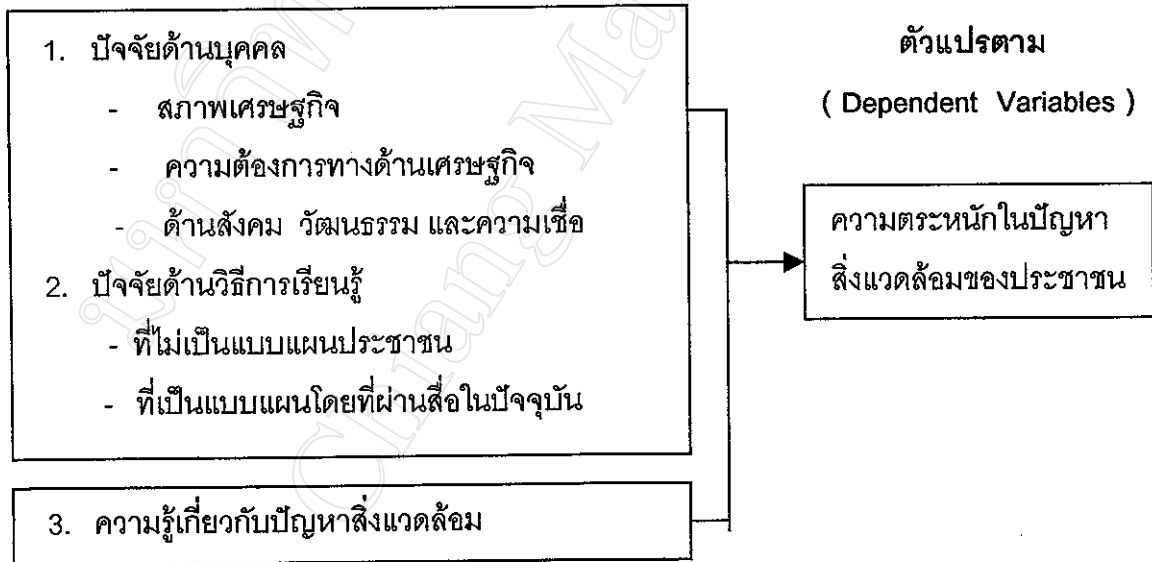 1. ปัจจัยด้านบุคคล
- สภาพเศรษฐกิจ
- ความต้องการทางด้านเศรษฐกิจ
- ด้านสังคม วัฒนธรรม และความเชื่อ
2. ปัจจัยด้านวิธีการเรียนรู้
- ที่ไม่เป็นแบบแผนประชาชน
- ที่เป็นแบบแผนโดยที่ผ่านสื่อในปัจจุบัน
3. ความรู้เกี่ยวกับปัญหาสิ่งแวดล้อม
ตัวแปรตาม
( Dependent Variables )
ความตระหนักในปัญหา
สิ่งแวดล้อมของประชาชน
Chiang Ma